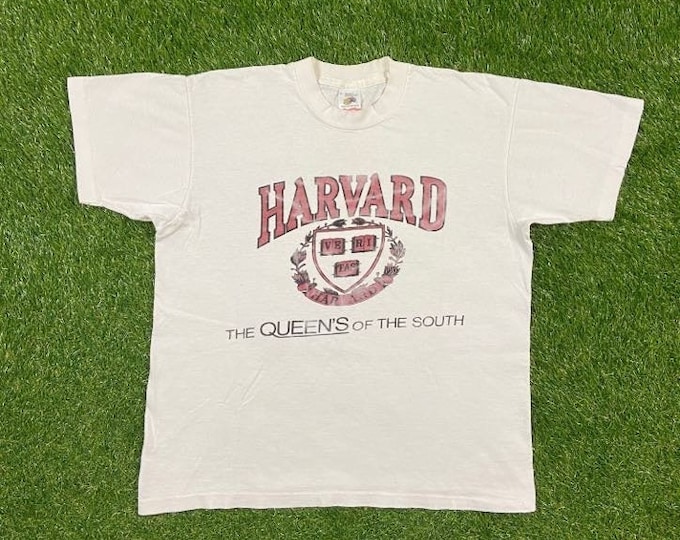 HARVARD
VE RI
TAS
THE QUEEN'S OF THE SOUTH